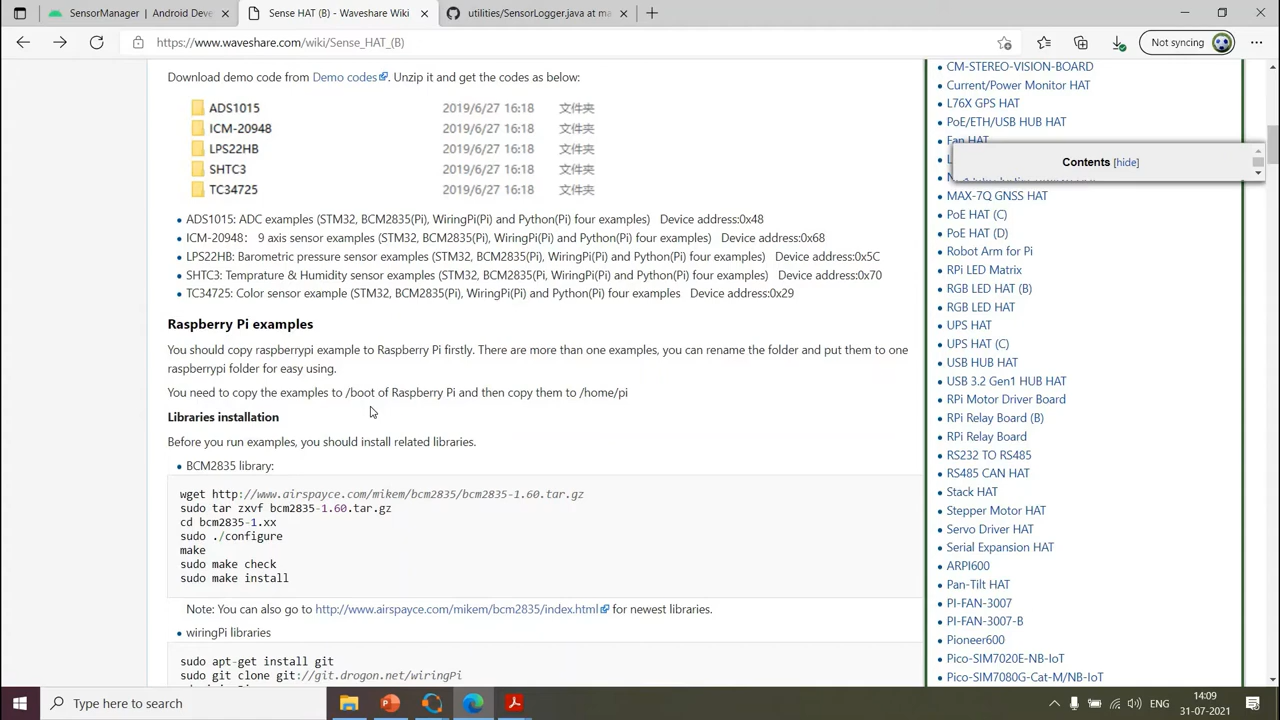 SensorManager | Android Deve
Sense HAT (B) - Waveshare Wiki
utilities/SensorLogger.java at ma
https://www.waveshare.com/wiki/Sense_HAT_(B)
Not syncing
Download demo code from Demo codes. Unzip it and get the codes as below:
ADS1015 2019/6/27 16:18 文件夹
ICM-20948 2019/6/27 16:18 文件夹
LPS22HB 2019/6/27 16:18 文件夹
SHTC3 2019/6/27 16:18 文件夹
TC34725 2019/6/27 16:18 文件夹
• ADS1015: ADC examples (STM32, BCM2835(Pi), WiringPi(Pi) and Python(Pi) four examples) Device address:0x48
• ICM-20948: 9 axis sensor examples (STM32, BCM2835(Pi), WiringPi(Pi) and Python(Pi) four examples) Device address:0x68
• LPS22HB: Barometric pressure sensor examples (STM32, BCM2835(Pi), WiringPi(Pi) and Python(Pi) four examples) Device address:0x5C
• SHTC3: Temprature & Humidity sensor examples (STM32, BCM2835(Pi, WiringPi(Pi) and Python(Pi) four examples) Device address:0x70
• TC34725: Color sensor example (STM32, BCM2835(Pi), WiringPi(Pi) and Python(Pi) four examples Device address:0x29
Raspberry Pi examples
You should copy raspberrypi example to Raspberry Pi firstly. There are more than one examples, you can rename the folder and put them to one
raspberrypi folder for easy using.
You need to copy the examples to /boot of Raspberry Pi and then copy them to /home/pi
Libraries installation
Before you run examples, you should install related libraries.
• BCM2835 library:
wget http://www.airspayce.com/mikem/bcm2835/bcm2835-1.60.tar.gz
sudo tar zxvf bcm2835-1.60.tar.gz
cd bcm2835-1.xx
sudo ./configure
make
sudo make check
sudo make install
Note: You can also go to http://www.airspayce.com/mikem/bcm2835/index.html for newest libraries.
• wiringPi libraries
sudo apt-get install git
sudo git clone git://git.drogon.net/wiringPi
• CM-STEREO-VISION-BOARD
• Current/Power Monitor HAT
• L76X GPS HAT
• PoE/ETH/USB HUB HAT
• Fan HAT
Contents [hide]
• MAX-7Q GNSS HAT
• PoE HAT (C)
• PoE HAT (D)
• Robot Arm for Pi
• RPi LED Matrix
• RGB LED HAT (B)
• RGB LED HAT
• UPS HAT
• UPS HAT (C)
• USB HUB HAT
• USB 3.2 Gen1 HUB HAT
• RPi Motor Driver Board
• RPi Relay Board (B)
• RPi Relay Board
• RS232 TO RS485
• RS485 CAN HAT
• Stack HAT
• Stepper Motor HAT
• Servo Driver HAT
• Serial Expansion HAT
• ARPI600
• Pan-Tilt HAT
• PI-FAN-3007
• PI-FAN-3007-B
• Pioneer600
• Pico-SIM7020E-NB-IoT
• Pico-SIM7080G-Cat-M/NB-IoT
Type here to search
ENG
14:09
31-07-2021